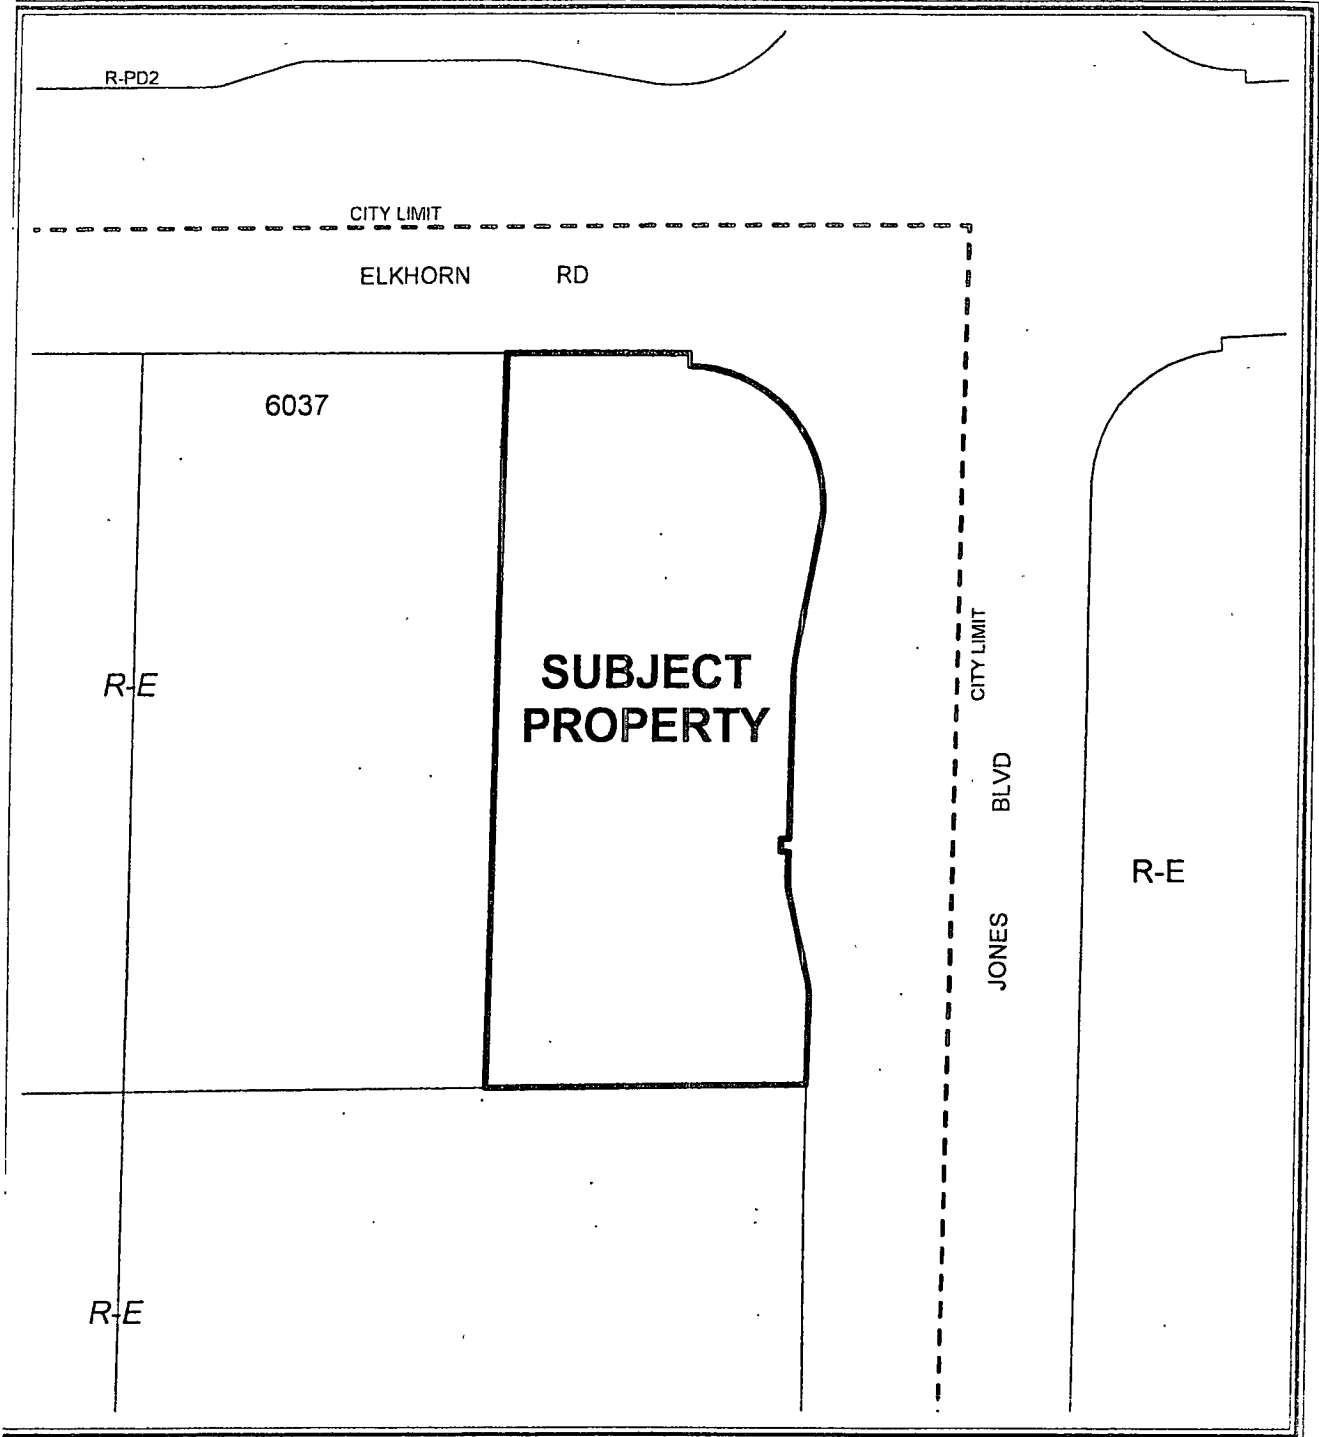 R-PD2
CITY LIMIT
ELKHORN RD
6037
R-E
SUBJECT
PROPERTY
CITY LIMIT
JONES BLVD
R-E
R-E